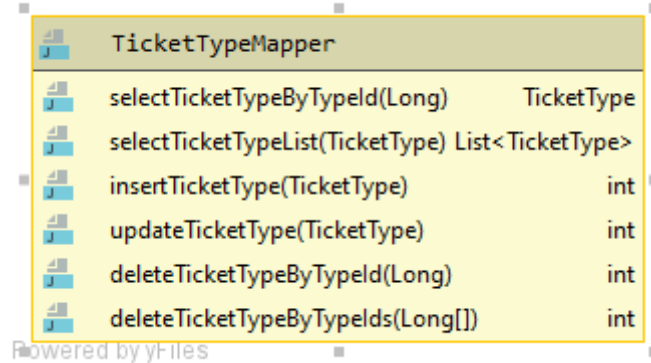 TicketTypeMapper
selectTicketTypeByTypeId(Long) TicketType
selectTicketTypeList(TicketType) List<TicketType>
insertTicketType(TicketType) int
updateTicketType(TicketType) int
deleteTicketTypeByTypeId(Long) int
deleteTicketTypeByTypeIds(Long[]) int
Powered by yFiles